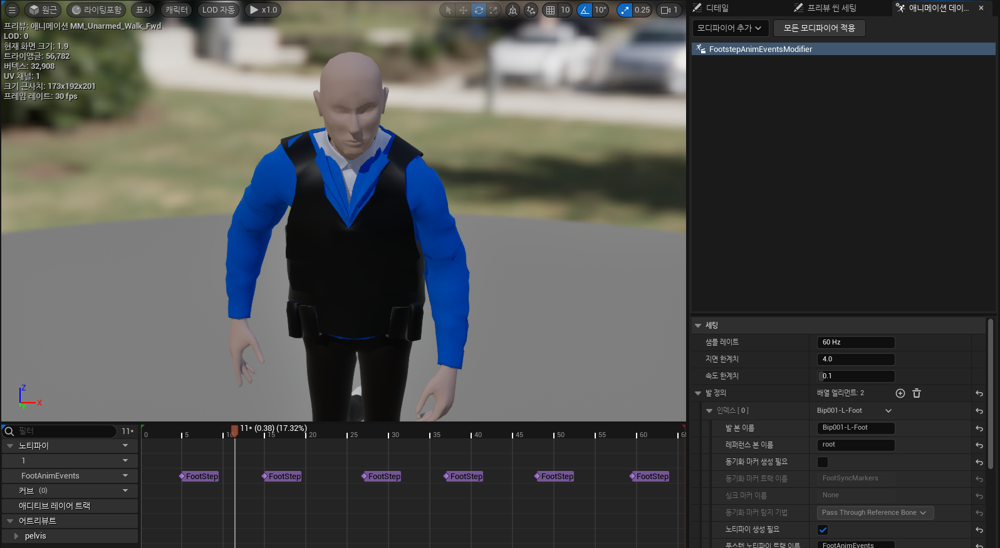 원근
라이팅포함
표시
캐릭터
LOD 자동
x1.0
10
10°
0.25
1
프리뷰: 애니메이션 MM_Unarmed_Walk_Fwd
LOD: 0
현재 화면 크기: 1.9
트라이앵글: 56,782
버텍스: 32,908
UV 채널: 1
크기 근사치: 173x192x201
프레임 레이트: 30 fps
Z
X
Y
디테일
프리뷰 씬 세팅
애니메이션 데이...
모디파이어 추가
모든 모디파이어 적용
FootstepAnimEventsModifier
세팅
샘플 레이트
60 Hz
지면 한계치
4.0
속도 한계치
0.1
발 정의
배열 엘리먼트: 2
인덱스 [ 0 ]
Bip001-L-Foot
발 본 이름
Bip001-L-Foot
레퍼런스 본 이름
root
동기화 마커 생성 필요
동기화 마커 트랙 이름
FootSyncMarkers
싱크 마커 이름
None
동기화 마커 탐지 기법
Pass Through Reference Bone
노티파이 생성 필요
풋스텝 노티파이 트랙 이름
FootAnimEvents
필터
11*
11* (0.38) (17.32%)
0
5
10
15
20
25
30
35
40
45
50
55
60
65
노티파이
1
FootAnimEvents
FootStep
FootStep
FootStep
FootStep
FootStep
FootStep
커브 (0)
애디티브 레이어 트랙
어트리뷰트
pelvis